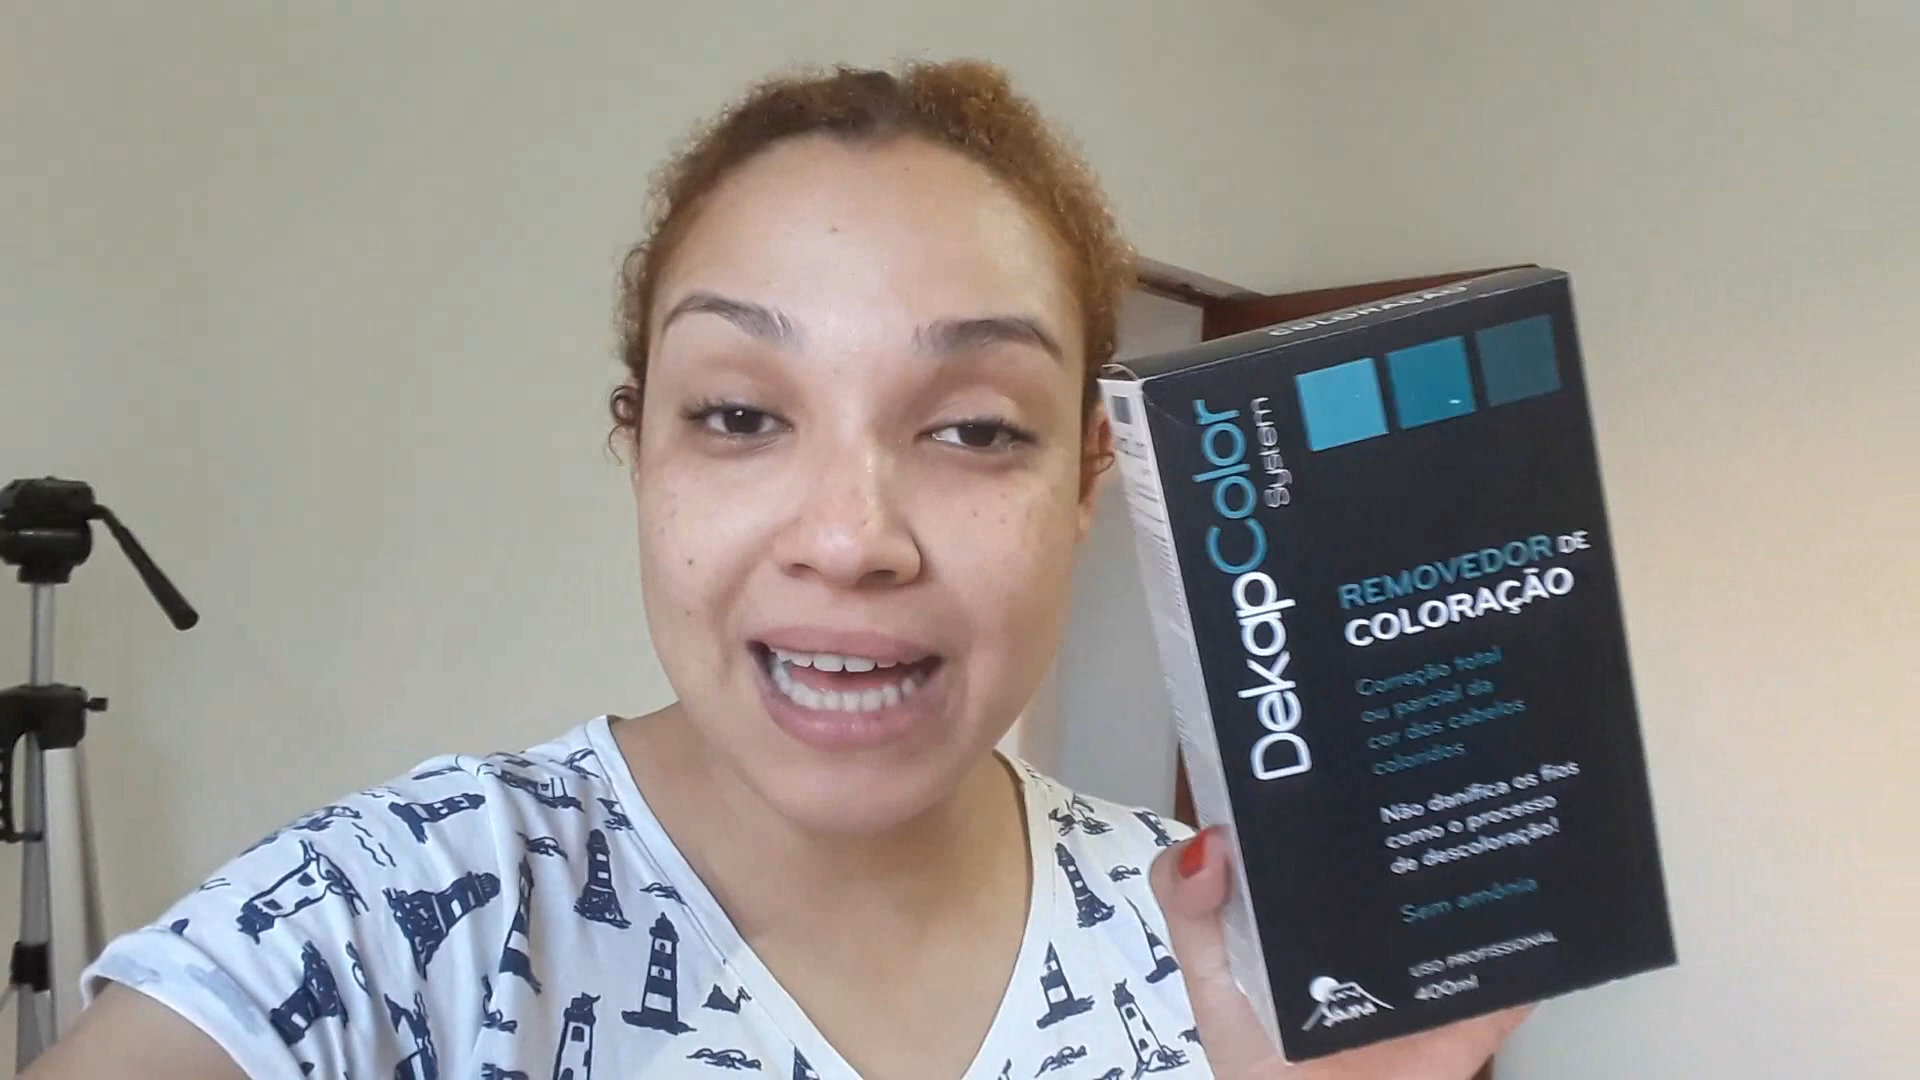 COLORAÇÃO
DekapColor
System
REMOVEDOR DE
COLORAÇÃO
Correção total
ou parcial da
cor dos cabelos
coloridos
Não danifica os fios
como o processo
de descoloração!
Sem amônia
USO PROFISSIONAL
400ml